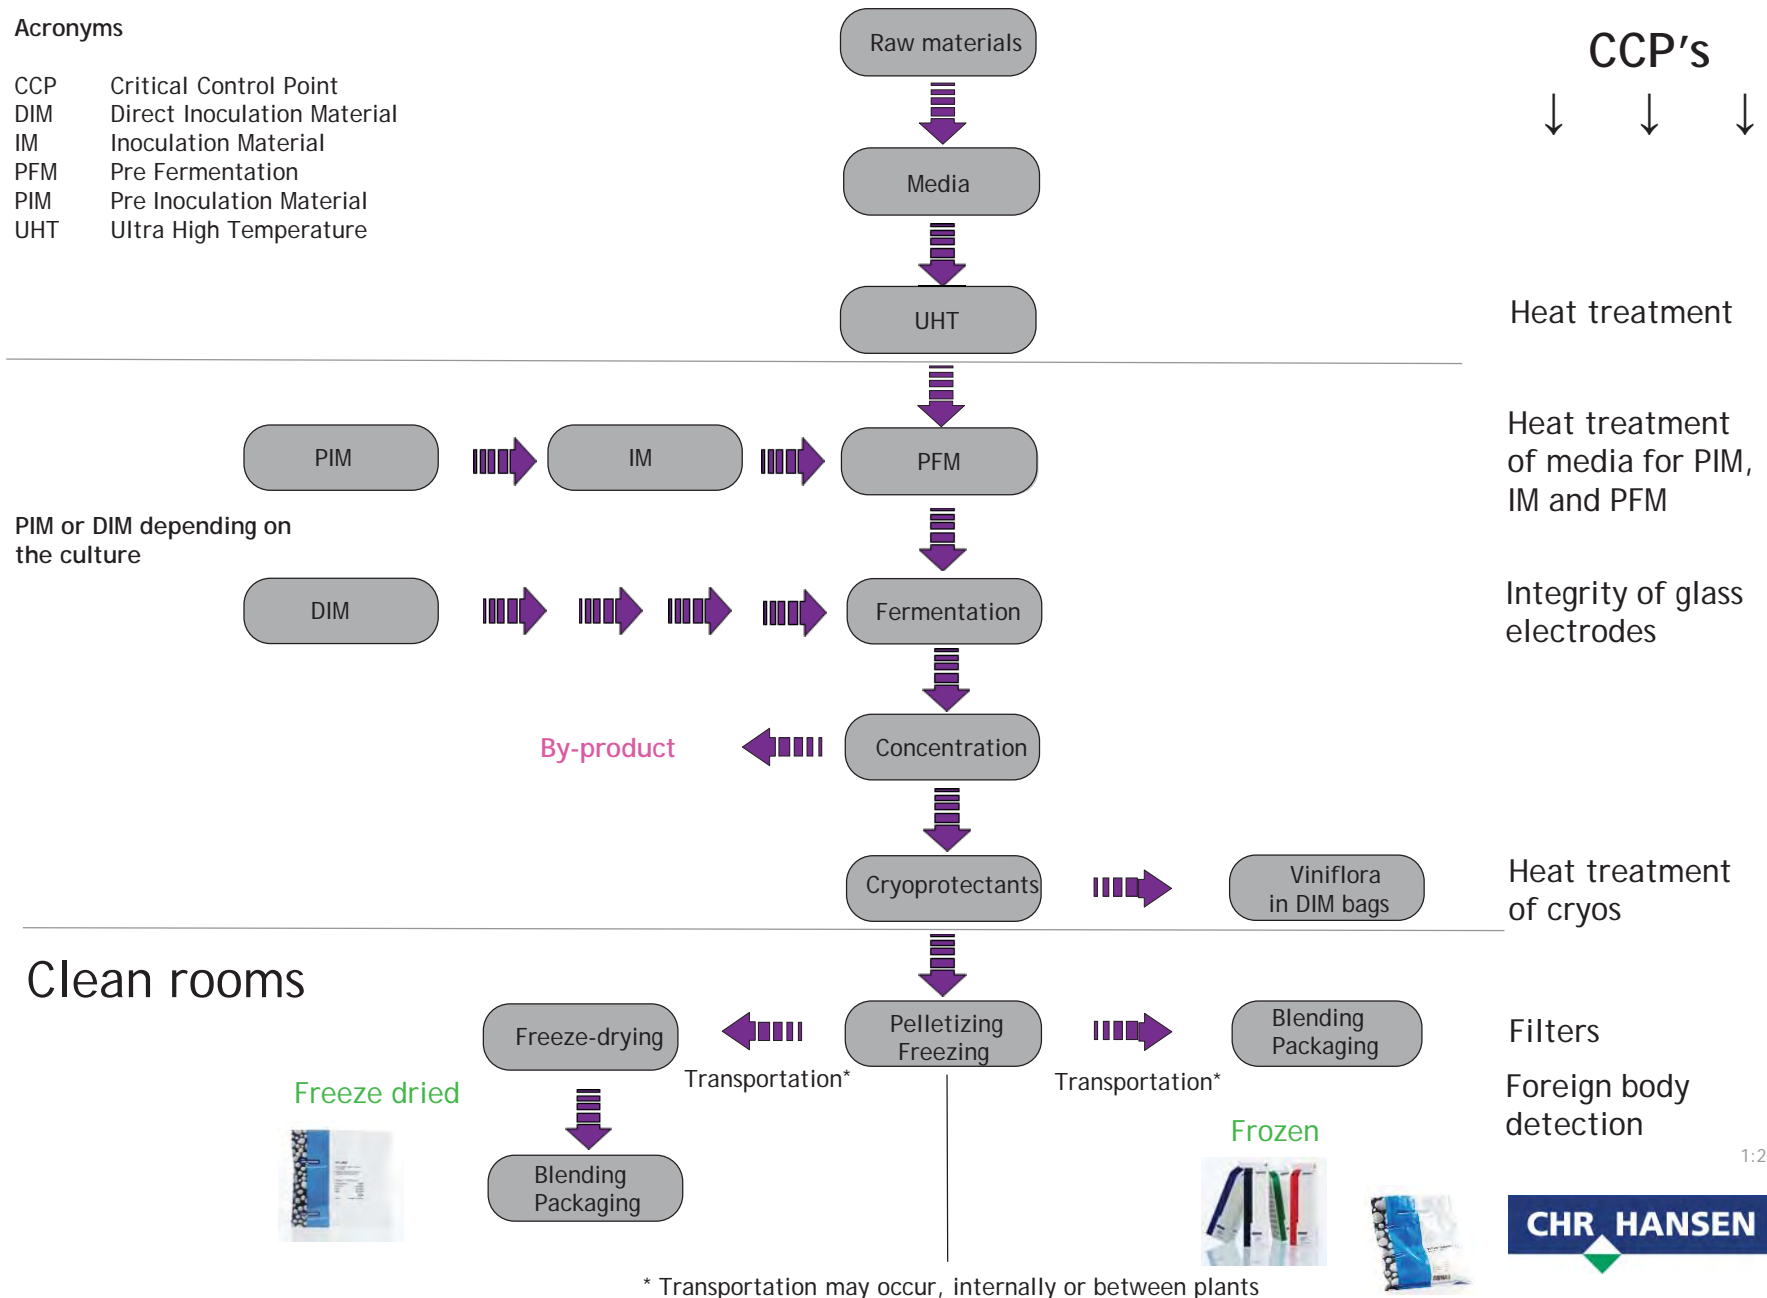 Acronyms
CCP Critical Control Point
DIM Direct Inoculation Material
IM Inoculation Material
PFM Pre Fermentation
PIM Pre Inoculation Material
UHT Ultra High Temperature
Raw materials
CCP's
↓ ↓ ↓
Media
UHT
Heat treatment
PIM
IM
PFM
Heat treatment
of media for PIM,
IM and PFM
PIM or DIM depending on
the culture
DIM
Fermentation
Integrity of glass
electrodes
By-product
Concentration
Cryoprotectants
Viniflora
in DIM bags
Heat treatment
of cryos
Clean rooms
Freeze-drying
Transportation*
Pelletizing
Freezing
Transportation*
Blending
Packaging
Filters
Foreign body
detection
Freeze dried
Blending
Packaging
Frozen
1:2
CHR HANSEN
* Transportation may occur, internally or between plants